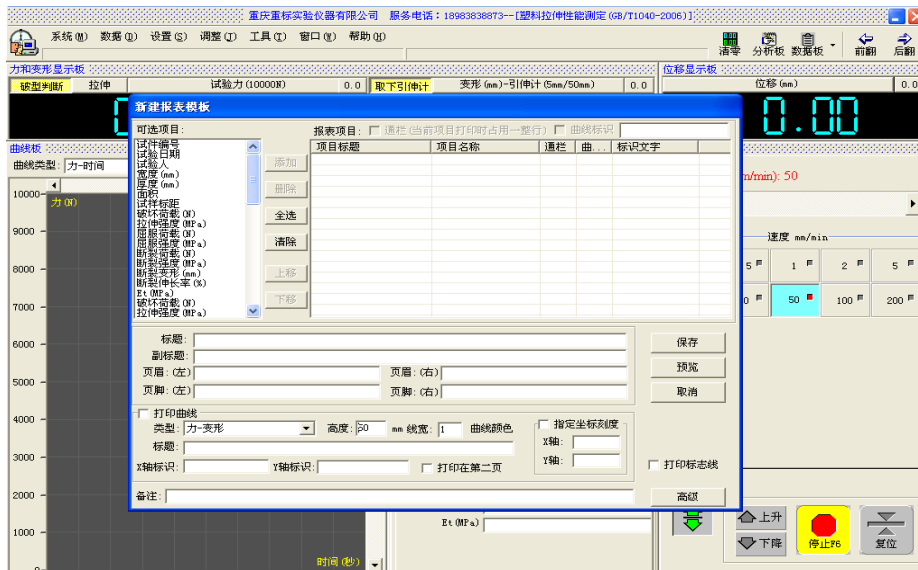 重庆重标实验仪器有限公司 服务电话：18983838873--[塑料拉伸性能测定(GB/T1040-2006)]
系统(M) 数据(D) 设置(S) 调整(J) 工具(I) 窗口(W) 帮助(H)
清零 分析板 数据板 前翻 后翻
力和变形显示板
位移显示板
破型判断 拉伸 试验力(10000N) 0.0 取下引伸计 变形(mm)-引伸计(5mm/50mm) 0.0
位移(mm) 0.0
0.00
曲线板
曲线类型: 力-时间
新建报表模板
可选项目:
报表项目: 通栏(当前项目打印时占用一整行) 曲线标识
项目标题 项目名称 通栏 曲... 标识文字
试件编号
试验日期
试验人
宽度(mm)
厚度(mm)
面积
试样标距
破坏荷载(N)
拉伸强度(MPa)
屈服荷载(N)
屈服强度(MPa)
断裂荷载(N)
断裂强度(MPa)
断裂变形(mm)
断裂伸长率(%)
Et(MPa)
破坏荷载(N)
拉伸强度(MPa)
添加
删除
全选
清除
上移
下移
标题:
副标题:
页眉:(左) 页眉:(右)
页脚:(左) 页脚:(右)
保存
预览
取消
打印曲线
类型: 力-变形 高度: 50 mm 线宽: 1 曲线颜色
标题:
X轴标识: Y轴标识: 打印在第二页
指定坐标刻度
X轴:
Y轴:
打印标志线
备注: 高级
力(N)
10000
9000
8000
7000
6000
5000
4000
3000
2000
1000
0
时间(秒)
Et(MPa)
m/min): 50
速度 mm/min
5 1 2 5
0 50 100 200
上升
下降
停止F6
复位